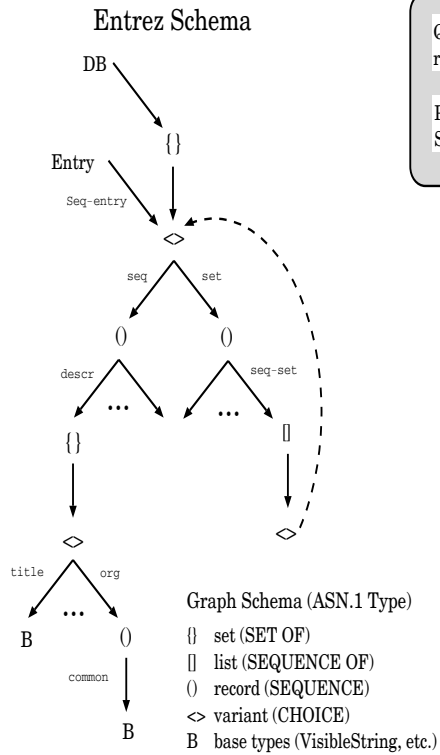 Entrez Schema
DB
{}
Entry
Seq-entry
<>
seq set
() ()
descr seq-set
... ...
{} []
<> <>
title org
...
B ()
common
B
Graph Schema (ASN.1 Type)
{} set (SET OF)
[] list (SEQUENCE OF)
() record (SEQUENCE)
<> variant (CHOICE)
B base types (VisibleString, etc.)